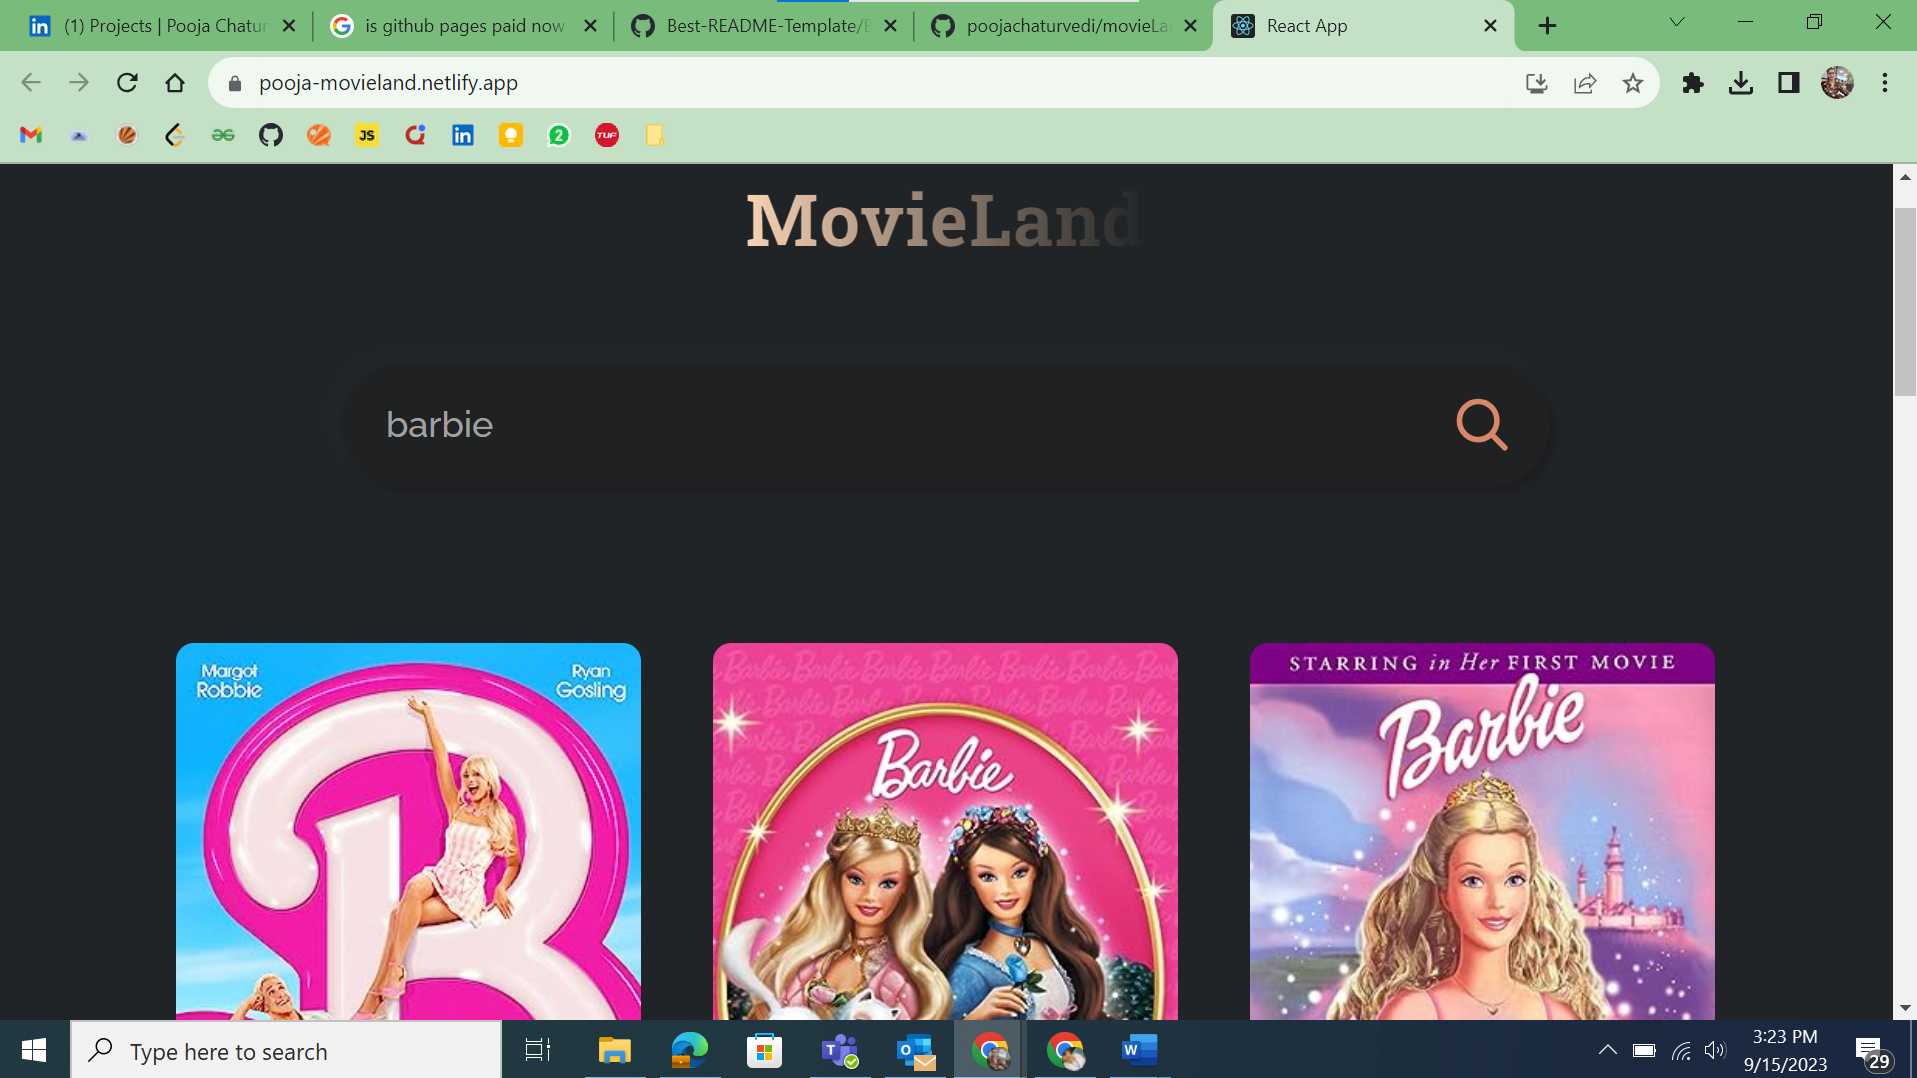 (1) Projects | Pooja Chatur
is github pages paid now
Best-README-Template/B
poojachaturvedi/movieLa
React App
pooja-movieland.netlify.app
JS
2
TUF
MovieLand
barbie
Margot
Robbie
Ryan
Gosling
Barbie
STARRING in Her FIRST MOVIE
Barbie
Type here to search
3:23 PM
9/15/2023
29